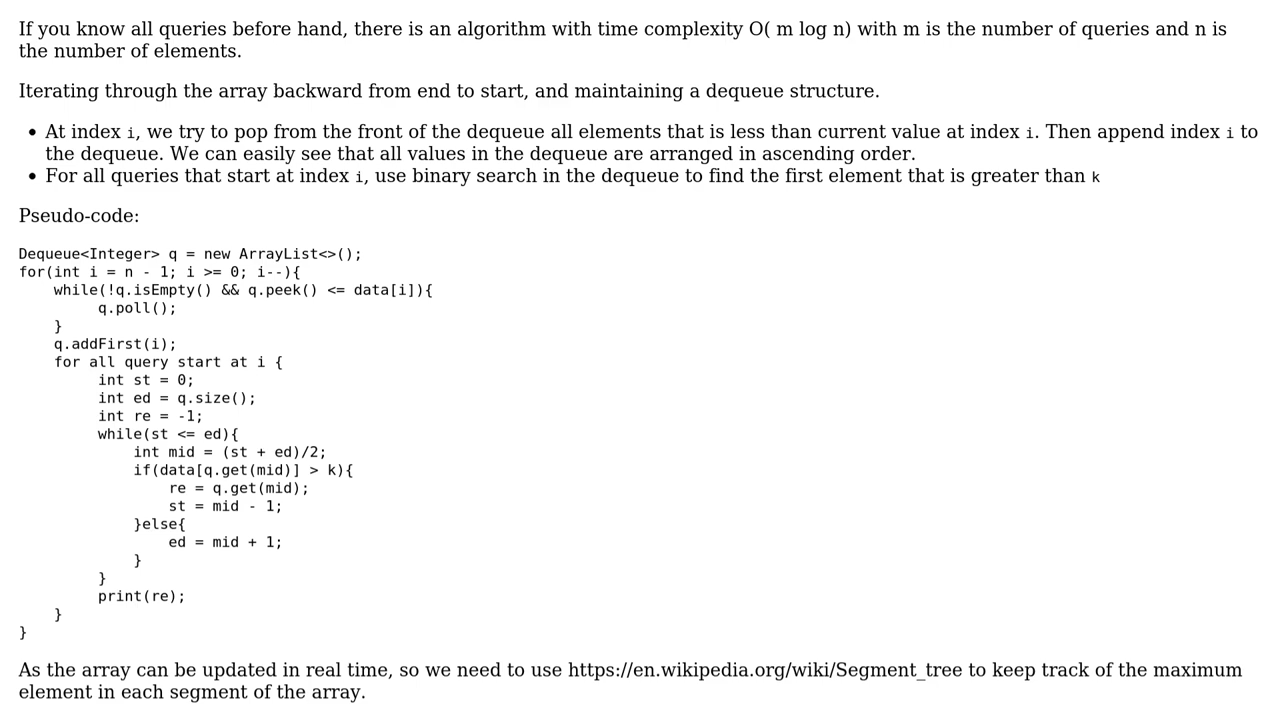 If you know all queries before hand, there is an algorithm with time complexity O( m log n) with m is the number of queries and n is
the number of elements.
Iterating through the array backward from end to start, and maintaining a dequeue structure.
• At index i, we try to pop from the front of the dequeue all elements that is less than current value at index i. Then append index i to
the dequeue. We can easily see that all values in the dequeue are arranged in ascending order.
• For all queries that start at index i, use binary search in the dequeue to find the first element that is greater than k
Pseudo-code:
Dequeue<Integer> q = new ArrayList<>();
for(int i = n - 1; i >= 0; i--){
    while(!q.isEmpty() && q.peek() <= data[i]){
         q.poll();
    }
    q.addFirst(i);
    for all query start at i {
         int st = 0;
         int ed = q.size();
         int re = -1;
         while(st <= ed){
             int mid = (st + ed)/2;
             if(data[q.get(mid)] > k){
                 re = q.get(mid);
                 st = mid - 1;
             }else{
                 ed = mid + 1;
             }
         }
         print(re);
    }
}
As the array can be updated in real time, so we need to use https://en.wikipedia.org/wiki/Segment_tree to keep track of the maximum
element in each segment of the array.